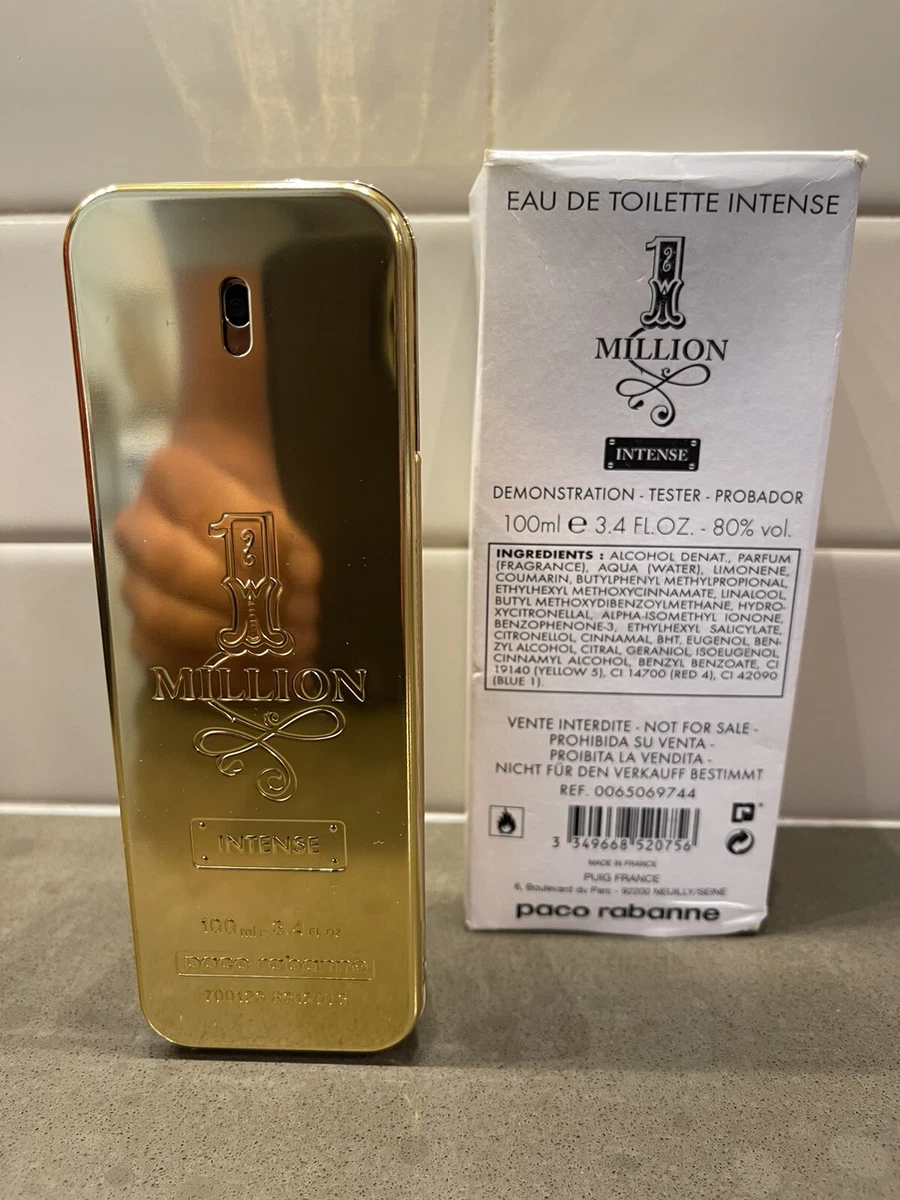 1
MILLION
INTENSE
100 ml e 3.4 FL.OZ
paco rabanne
EAU DE TOILETTE INTENSE
1
MILLION
INTENSE
DEMONSTRATION - TESTER - PROBADOR
100ml e 3.4 FL.OZ. - 80% vol.
INGREDIENTS : ALCOHOL DENAT., PARFUM
(FRAGRANCE), AQUA (WATER), LIMONENE,
COUMARIN, BUTYLPHENYL METHYLPROPIONAL,
ETHYLHEXYL METHOXYCINNAMATE, LINALOOL,
BUTYL METHOXYDIBENZOYLMETHANE, HYDRO-
XYCITRONELLAL, ALPHA-ISOMETHYL IONONE,
BENZOPHENONE-3, ETHYLHEXYL SALICYLATE,
CITRONELLOL, CINNAMAL, BHT, EUGENOL, BEN-
ZYL ALCOHOL, CITRAL, GERANIOL, ISOEUGENOL,
CINNAMYL ALCOHOL, BENZYL BENZOATE, CI
19140 (YELLOW 5), CI 14700 (RED 4), CI 42090
(BLUE 1).
VENTE INTERDITE - NOT FOR SALE -
PROHIBIDA SU VENTA -
PROIBITA LA VENDITA -
NICHT FÜR DEN VERKAUFF BESTIMMT
REF. 0065069744
3 349668 520756
MADE IN FRANCE
PUIG FRANCE
6, Boulevard du Parc - 92200 NEUILLY/SEINE
paco rabanne